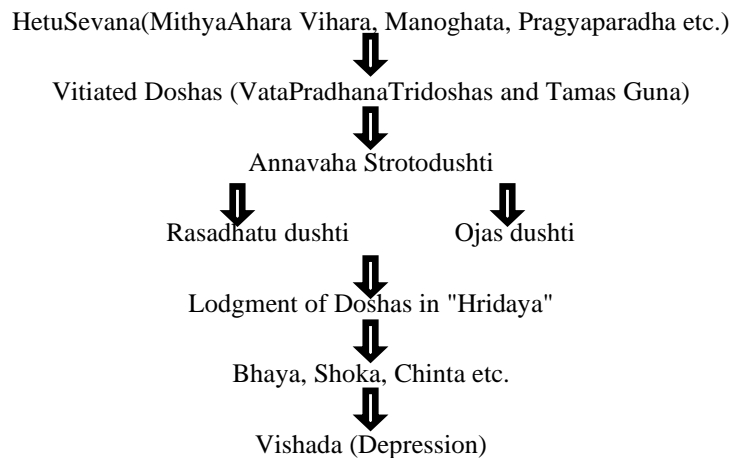 HetuSevana(MithyaAhara Vihara, Manoghata, Pragyaparadha etc.)
Vitiated Doshas (VataPradhanaTridoshas and Tamas Guna)
Annavaha Strotodushti
Rasadhatu dushti Ojas dushti
Lodgment of Doshas in "Hridaya"
Bhaya, Shoka, Chinta etc.
Vishada (Depression)